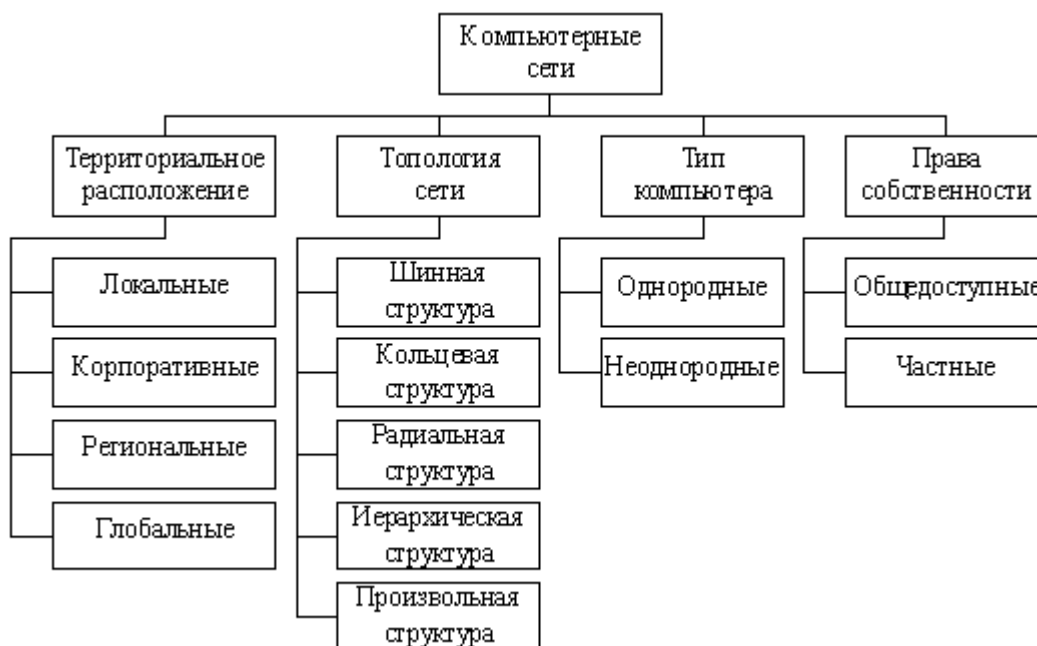 Компьютерные
сети
Территориальное
расположение
Топология
сети
Тип
компьютера
Права
собственности
Локальные
Корпоративные
Региональные
Глобальные
Шинная
структура
Кольцевая
структура
Радиальная
структура
Иерархическая
структура
Произвольная
структура
Однородные
Неоднородные
Общедоступные
Частные